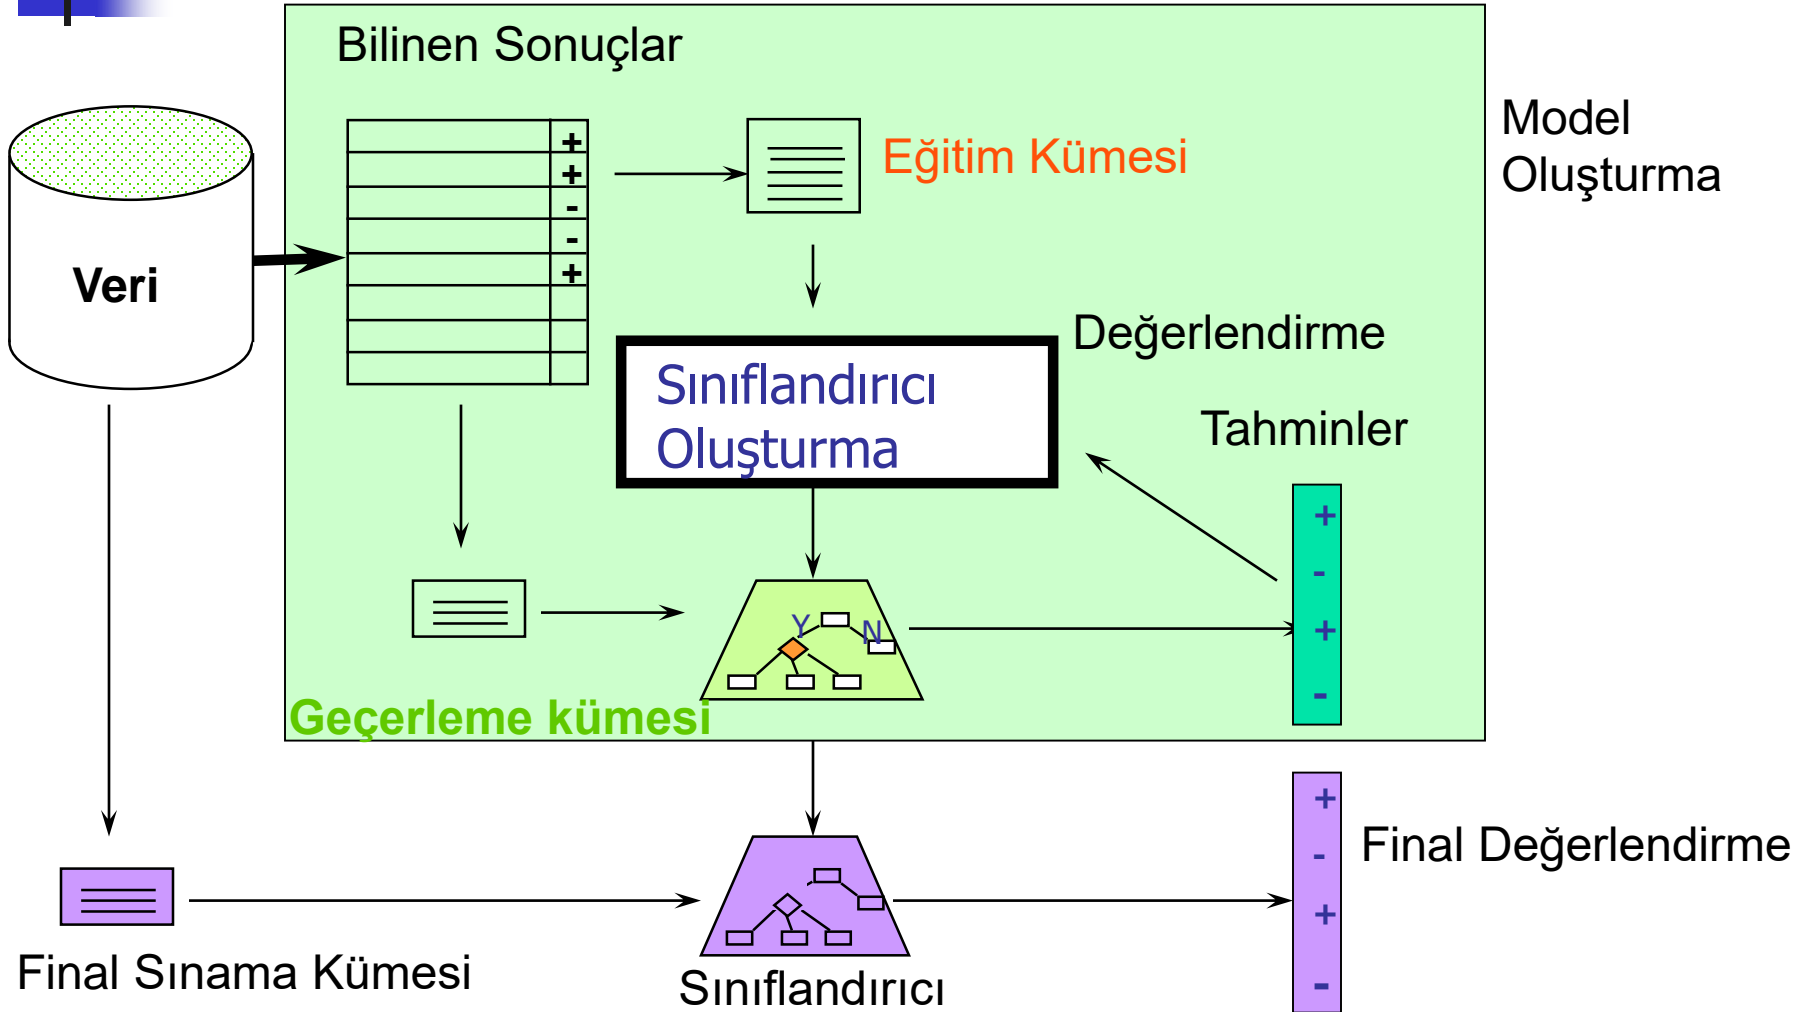 Bilinen Sonuçlar
Model
Oluşturma
Eğitim Kümesi
+
+
-
-
+
Veri
Değerlendirme
Sınıflandırıcı
Oluşturma
Tahminler
+
-
+
-
Y N
Geçerleme kümesi
+
-
+
-
Final Değerlendirme
Final Sınama Kümesi
Sınıflandırıcı